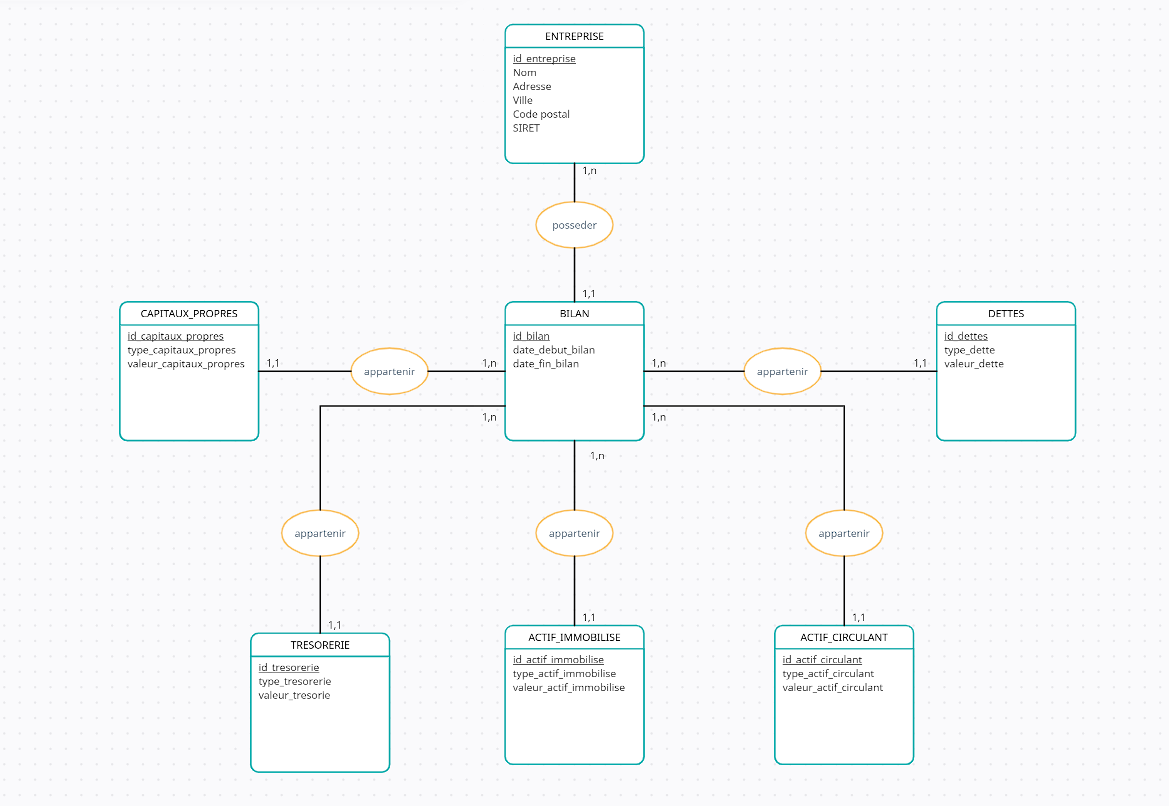 ENTREPRISE
id_entreprise
Nom
Adresse
Ville
Code postal
SIRET
1,n
posseder
1,1
CAPITAUX_PROPRES
id_capitaux_propres
type_capitaux_propres
valeur_capitaux_propres
1,1
appartenir
1,n
BILAN
id_bilan
date_debut_bilan
date_fin_bilan
1,n
appartenir
1,1
DETTES
id_dettes
type_dette
valeur_dette
1,n
1,n
1,n
appartenir
appartenir
appartenir
1,1
1,1
1,1
TRESORERIE
id_tresorerie
type_tresorerie
valeur_tresorie
ACTIF_IMMOBILISE
id_actif_immobilise
type_actif_immobilise
valeur_actif_immobilise
ACTIF_CIRCULANT
id_actif_circulant
type_actif_circulant
valeur_actif_circulant